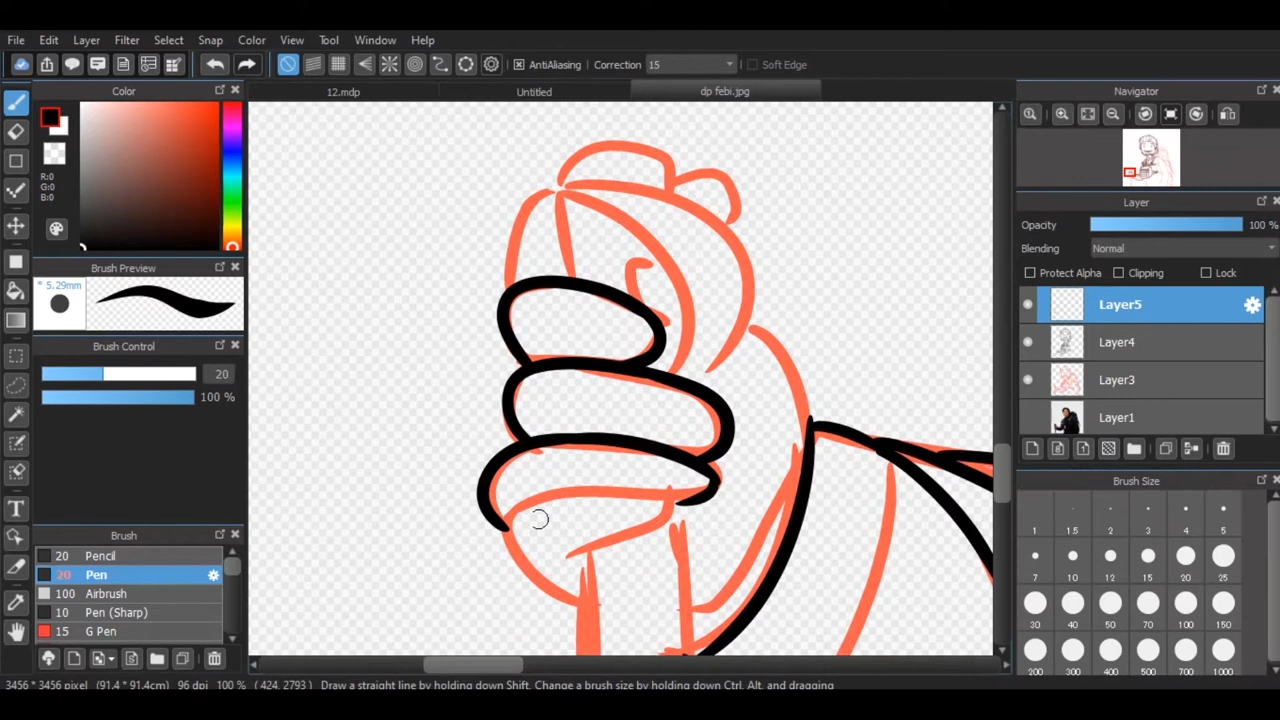 File Edit Layer Filter Select Snap Color View Tool Window Help
AntiAliasing Correction 15 Soft Edge
12.mdp Untitled dp febi.jpg
Color
R:0
G:0
B:0
Brush Preview
* 5.29mm
Brush Control
20
100 %
Brush
20 Pencil
20 Pen
100 Airbrush
10 Pen (Sharp)
15 G Pen
Navigator
Layer
Opacity 100 %
Blending Normal
Protect Alpha Clipping Lock
Layer5
Layer4
Layer3
Layer1
Brush Size
1 1.5 2 3 4 5
7 10 12 15 20 25
30 40 50 70 100 150
200 300 400 500 700 1000
3456 * 3456 pixel (91.4 * 91.4cm) 96 dpi 100 % ( 424, 2793) Draw a straight line by holding down Shift, Change a brush size by holding down Ctrl, Alt, and dragging